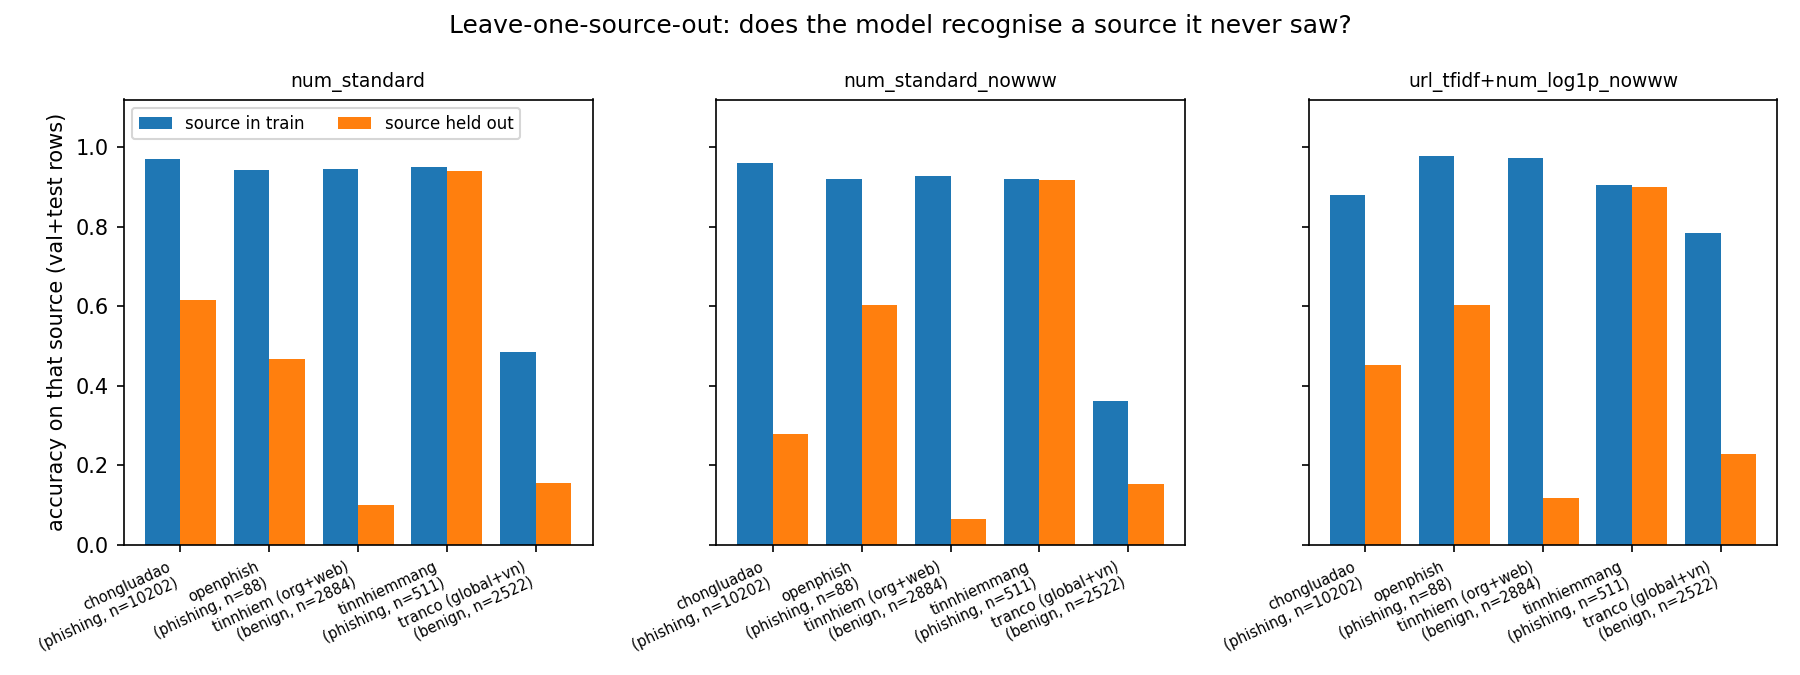 Leave-one-source-out: does the model recognise a source it never saw?
num_standard
source in train
source held out
accuracy on that source (val+test rows)
1.0
0.8
0.6
0.4
0.2
0.0
chongluadao
(phishing, n=10202)
openphish
(phishing, n=88)
tinnhiem (org+web)
(benign, n=2884)
tinnhiemmang
(phishing, n=511)
tranco (global+vn)
(benign, n=2522)
num_standard_nowww
chongluadao
(phishing, n=10202)
openphish
(phishing, n=88)
tinnhiem (org+web)
(benign, n=2884)
tinnhiemmang
(phishing, n=511)
tranco (global+vn)
(benign, n=2522)
url_tfidf+num_log1p_nowww
chongluadao
(phishing, n=10202)
openphish
(phishing, n=88)
tinnhiem (org+web)
(benign, n=2884)
tinnhiemmang
(phishing, n=511)
tranco (global+vn)
(benign, n=2522)